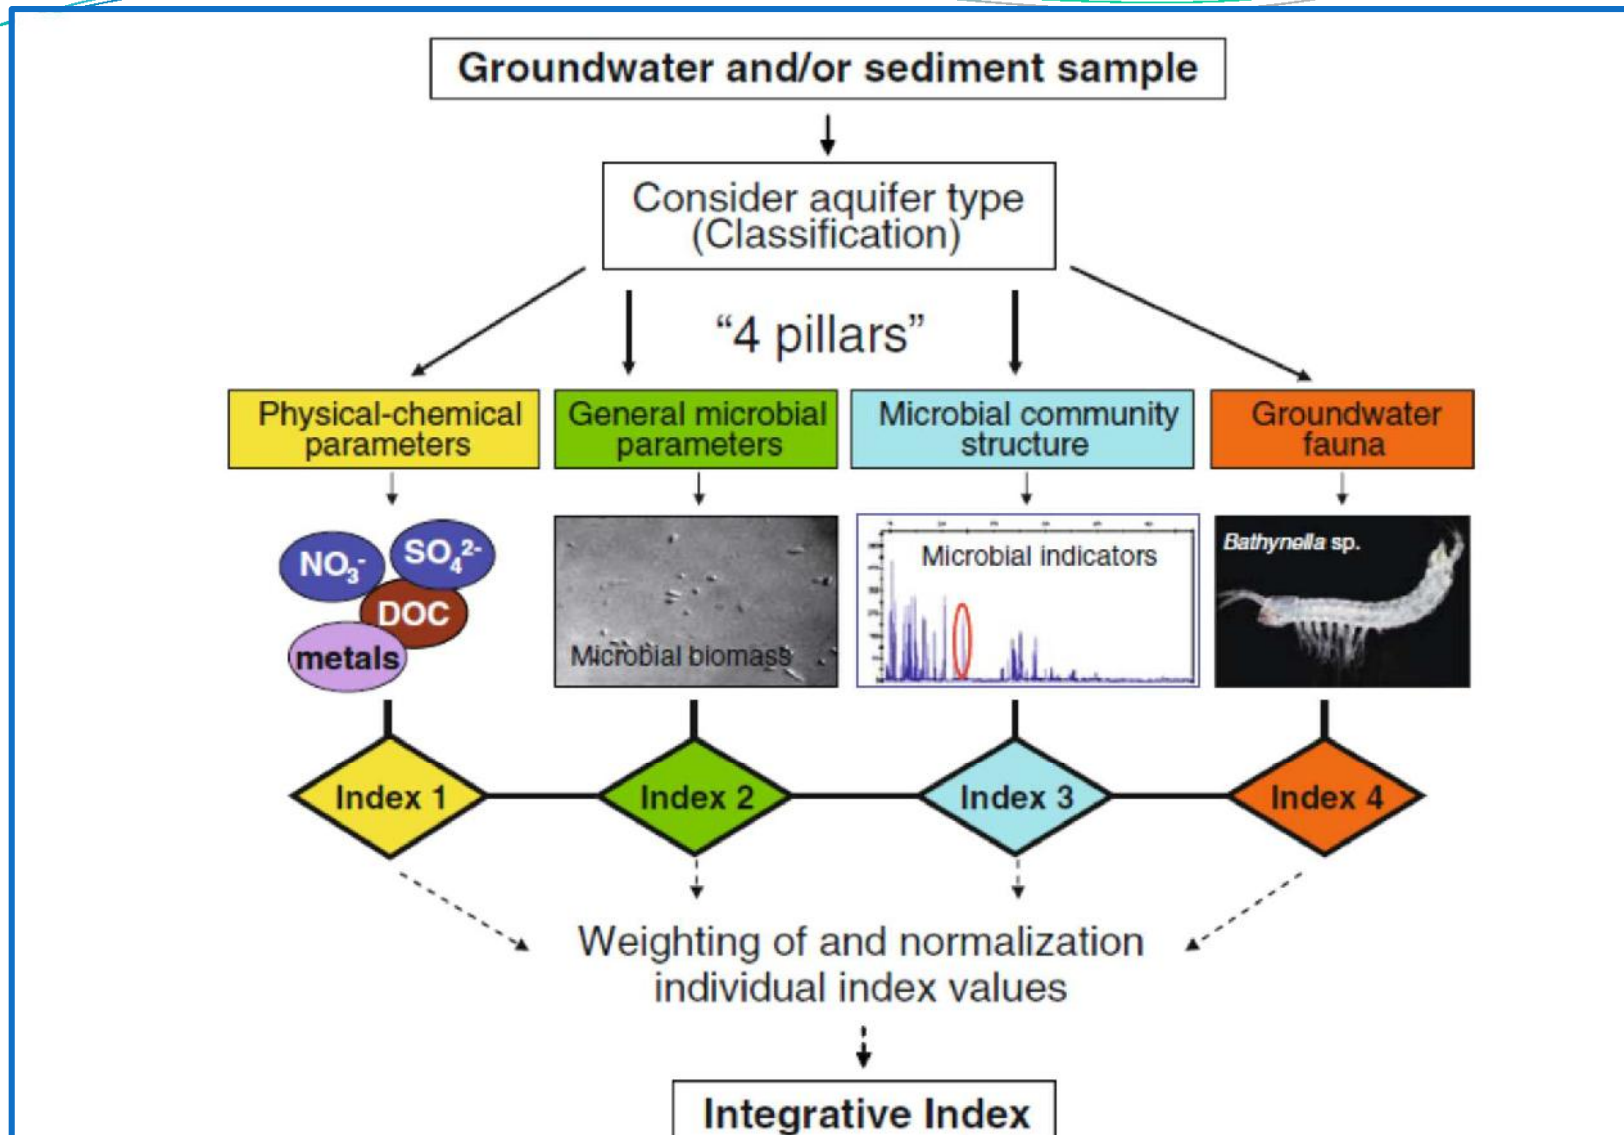 Groundwater and/or sediment sample
Consider aquifer type
(Classification)
“4 pillars”
Physical-chemical
parameters
General microbial
parameters
Microbial community
structure
Groundwater
fauna
NO₃⁻
SO₄²⁻
DOC
metals
Microbial biomass
Microbial indicators
Bathynella sp.
Index 1
Index 2
Index 3
Index 4
Weighting of and normalization
individual index values
Integrative Index